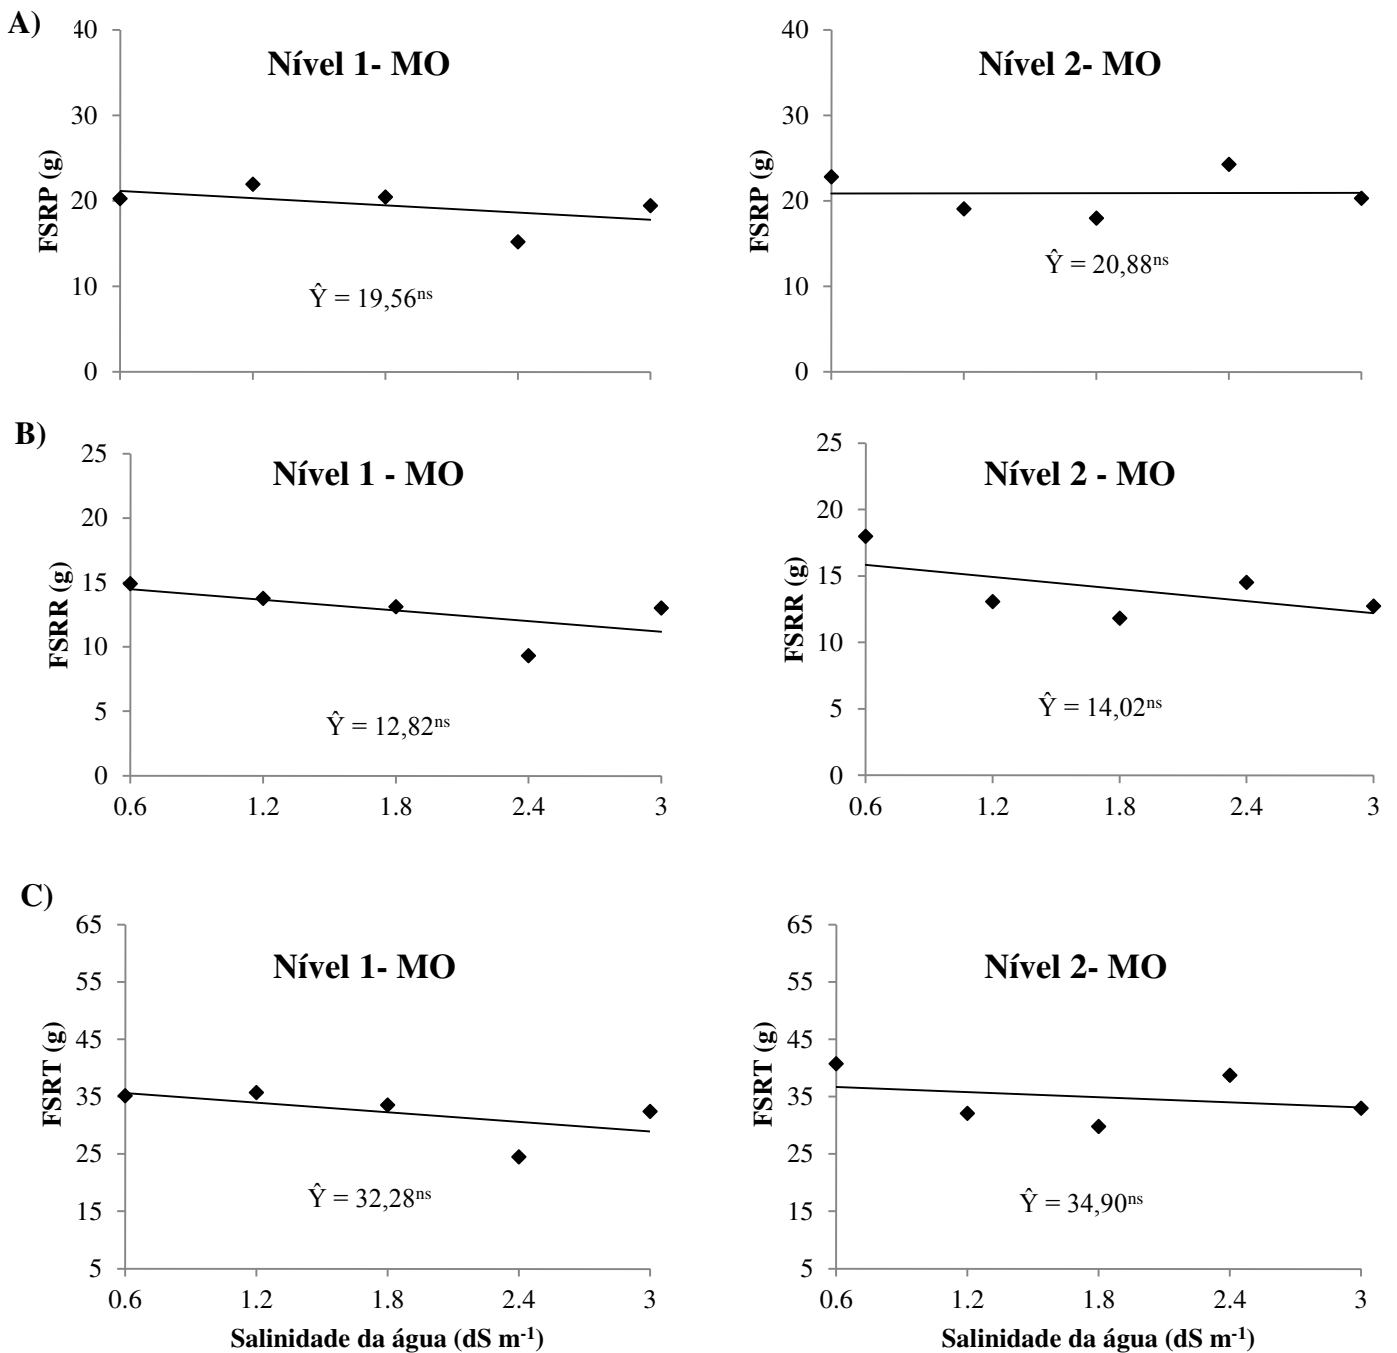 A)
Nível 1- MO
FSRP (g)
40
30
20
10
0
Ŷ = 19,56ns
Nível 2- MO
FSRP (g)
40
30
20
10
0
Ŷ = 20,88ns
B)
Nível 1 - MO
FSRR (g)
25
20
15
10
5
0
Ŷ = 12,82ns
0.6 1.2 1.8 2.4 3
Nível 2 - MO
FSRR (g)
25
20
15
10
5
0
Ŷ = 14,02ns
0.6 1.2 1.8 2.4 3
C)
Nível 1- MO
FSRT (g)
65
55
45
35
25
15
5
Ŷ = 32,28ns
0.6 1.2 1.8 2.4 3
Salinidade da água (dS m-1)
Nível 2- MO
FSRT (g)
65
55
45
35
25
15
5
Ŷ = 34,90ns
0.6 1.2 1.8 2.4 3
Salinidade da água (dS m-1)